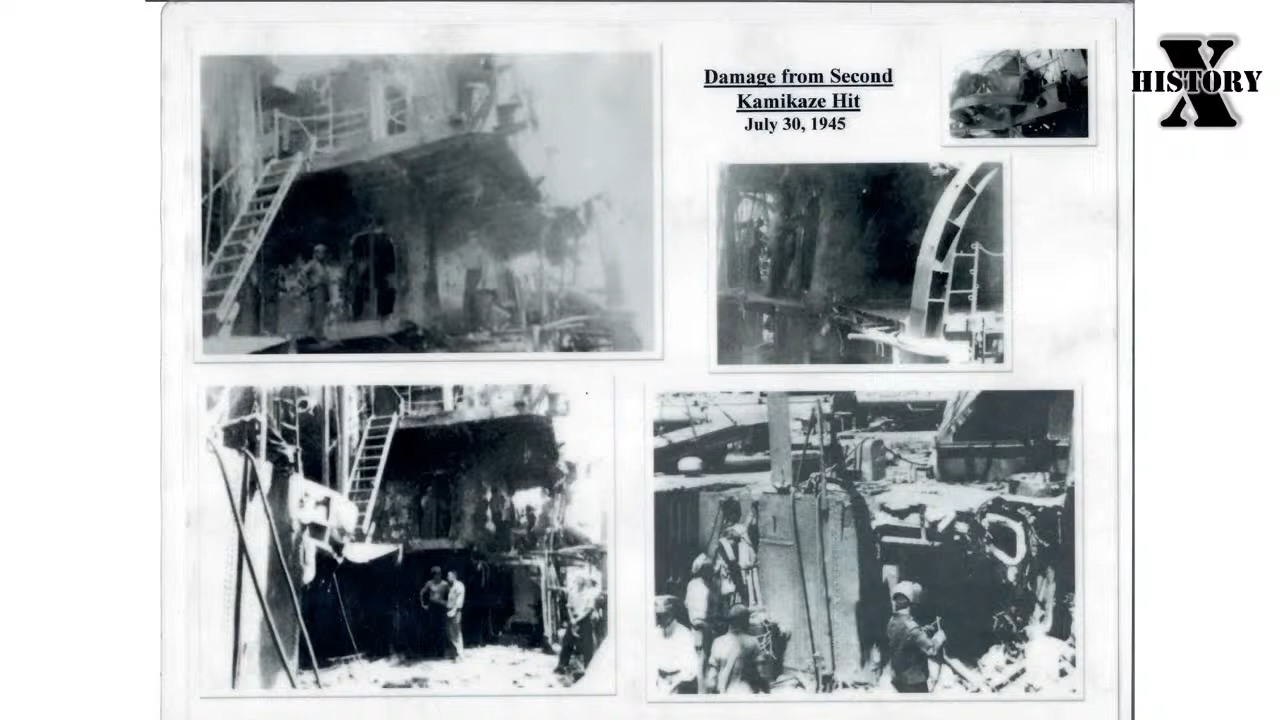 Damage from Second
Kamikaze Hit
July 30, 1945
X
HISTORY